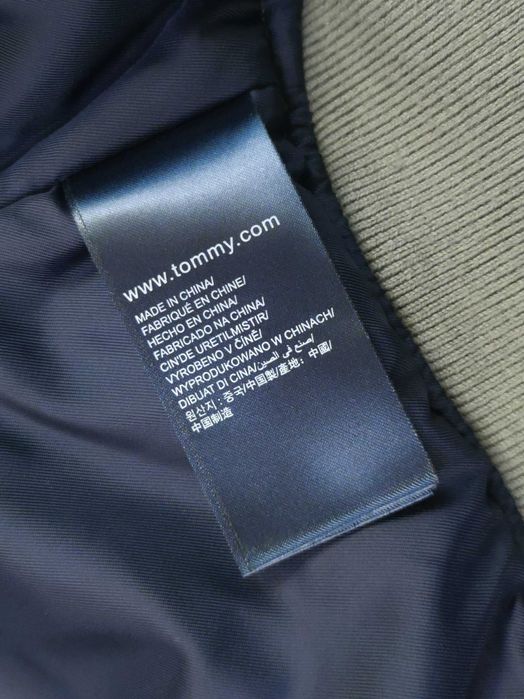 www.tommy.com
MADE IN CHINA/
FABRIQUÉ EN CHINE/
HECHO EN CHINA/
FABRICADO NA CHINA/
CIN'DE URETILMISTIR/
VYROBENO V ČÍNĚ/
WYPRODUKOWANO W CHINACH/
DIBUAT DI CINA/صنع في الصين/
원산지 : 중국/中国製/產地：中國/
中国制造